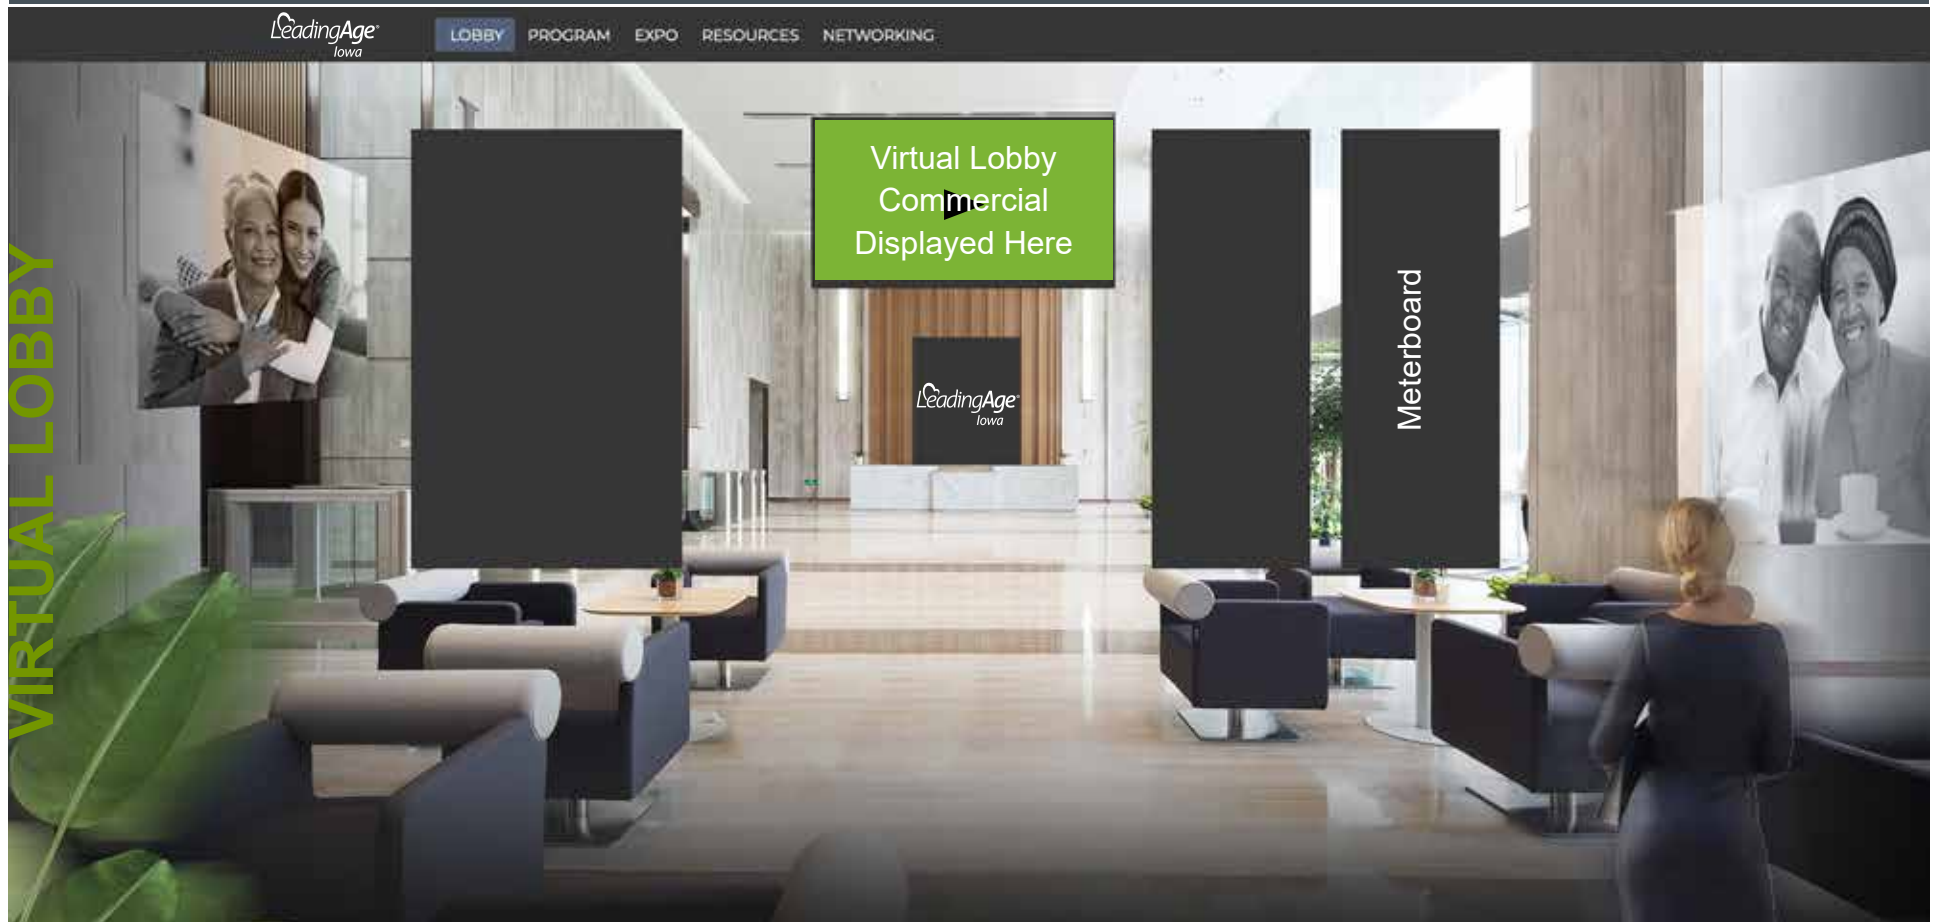 LeadingAge®
Iowa
LOBBY PROGRAM EXPO RESOURCES NETWORKING
VIRTUAL LOBBY
Virtual Lobby
Commercial
Displayed Here
Meterboard
LeadingAge®
Iowa